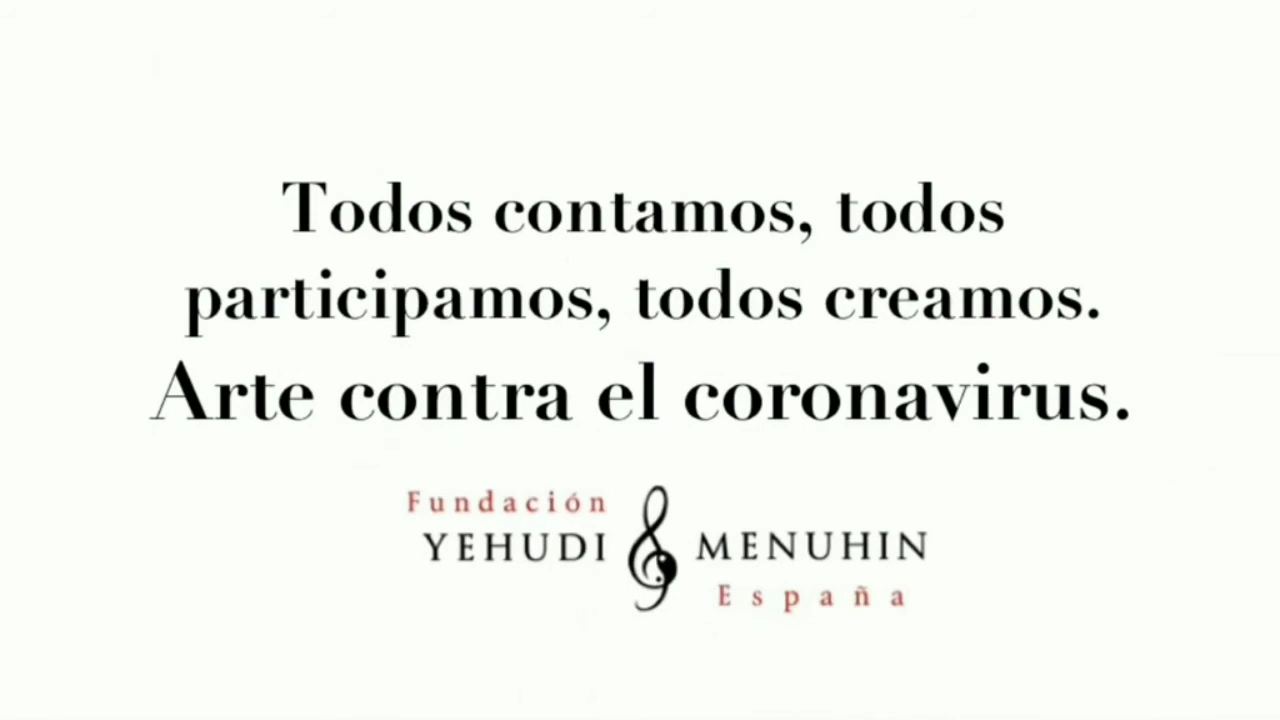 Todos contamos, todos
participamos, todos creamos.
Arte contra el coronavirus.
Fundación
YEHUDI MENUHIN
España